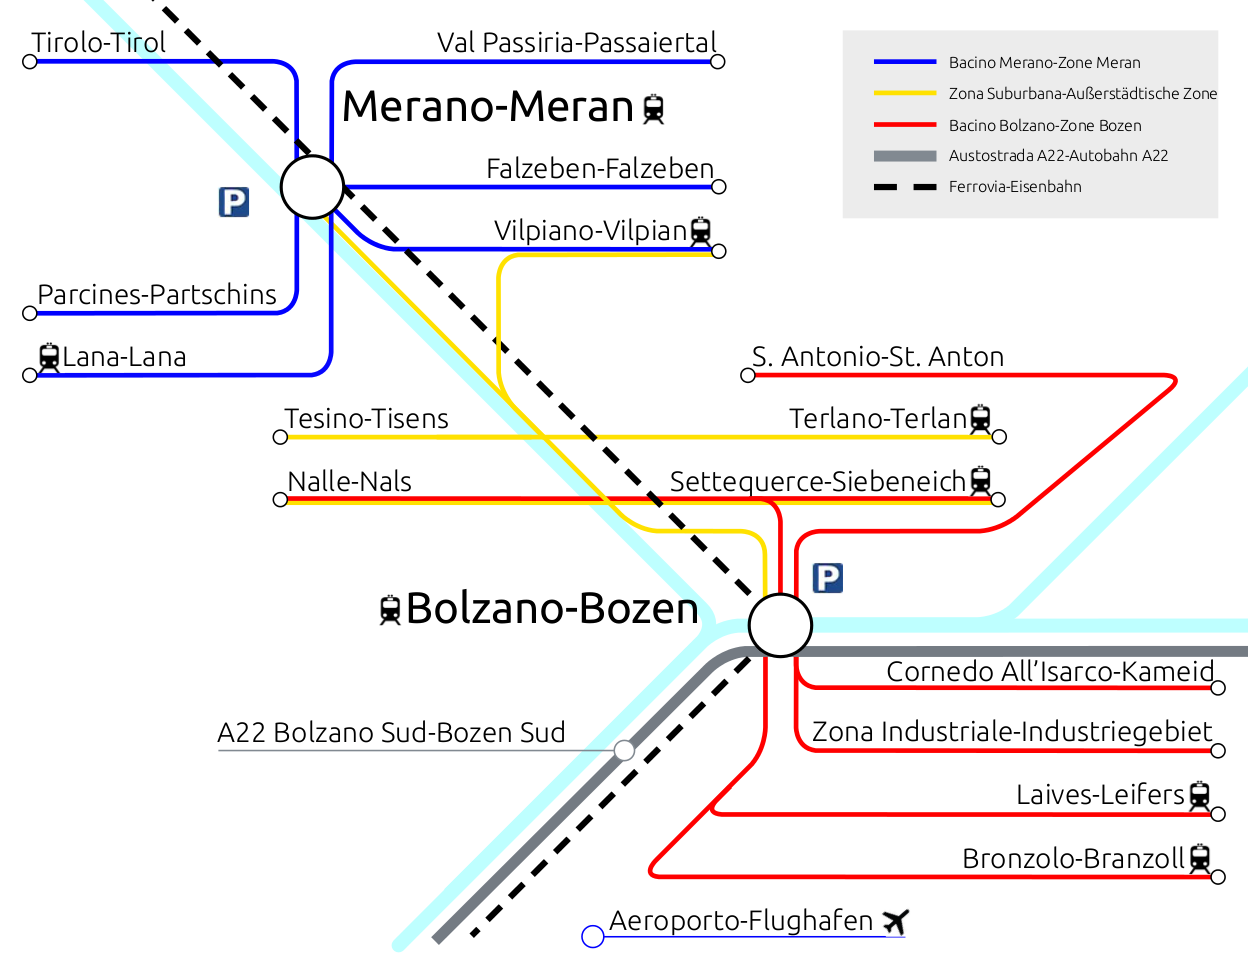 Tirolo-Tirol
Val Passiria-Passaiertal
Merano-Meran
Bacino Merano-Zone Meran
Zona Suburbana-Außerstädtische Zone
Bacino Bolzano-Zone Bozen
Austostrada A22-Autobahn A22
Ferrovia-Eisenbahn
Falzeben-Falzeben
P
Vilpiano-Vilpian
Parcines-Partschins
Lana-Lana
S. Antonio-St. Anton
Tesino-Tisens
Terlano-Terlan
Nalle-Nals
Settequerce-Siebeneich
P
Bolzano-Bozen
Cornedo All’Isarco-Kameid
A22 Bolzano Sud-Bozen Sud
Zona Industriale-Industriegebiet
Laives-Leifers
Bronzolo-Branzoll
Aeroporto-Flughafen